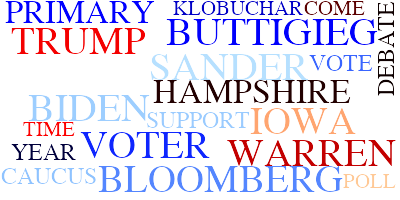 PRIMARY
KLOBUCHAR
COME
TRUMP
BUTTIGIEG
DEBATE
SANDER
VOTE
HAMPSHIRE
BIDEN
SUPPORT
IOWA
TIME
YEAR
VOTER
WARREN
CAUCUS
BLOOMBERG
POLL